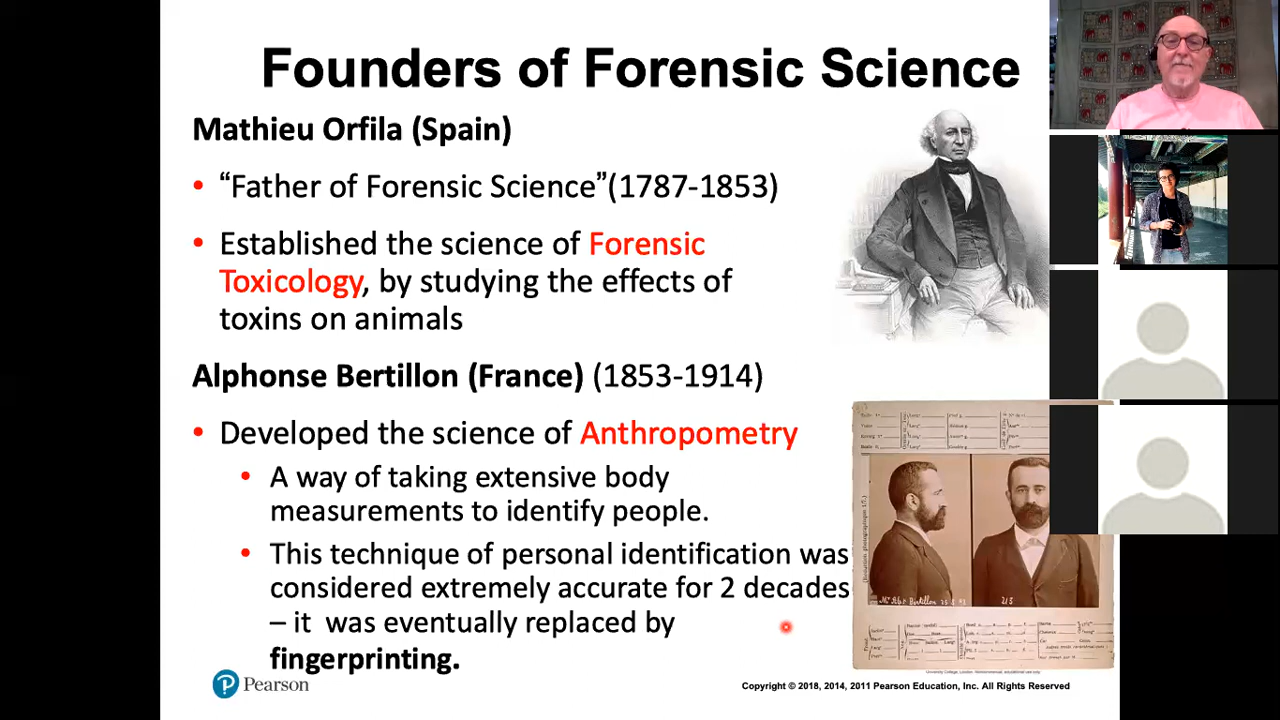 Founders of Forensic Science
Mathieu Orfila (Spain)
• “Father of Forensic Science”(1787-1853)
• Established the science of Forensic
Toxicology, by studying the effects of
toxins on animals
Alphonse Bertillon (France) (1853-1914)
• Developed the science of Anthropometry
• A way of taking extensive body
measurements to identify people.
• This technique of personal identification was
considered extremely accurate for 2 decades
– it was eventually replaced by
fingerprinting.
Pearson
Copyright © 2018, 2014, 2011 Pearson Education, Inc. All Rights Reserved